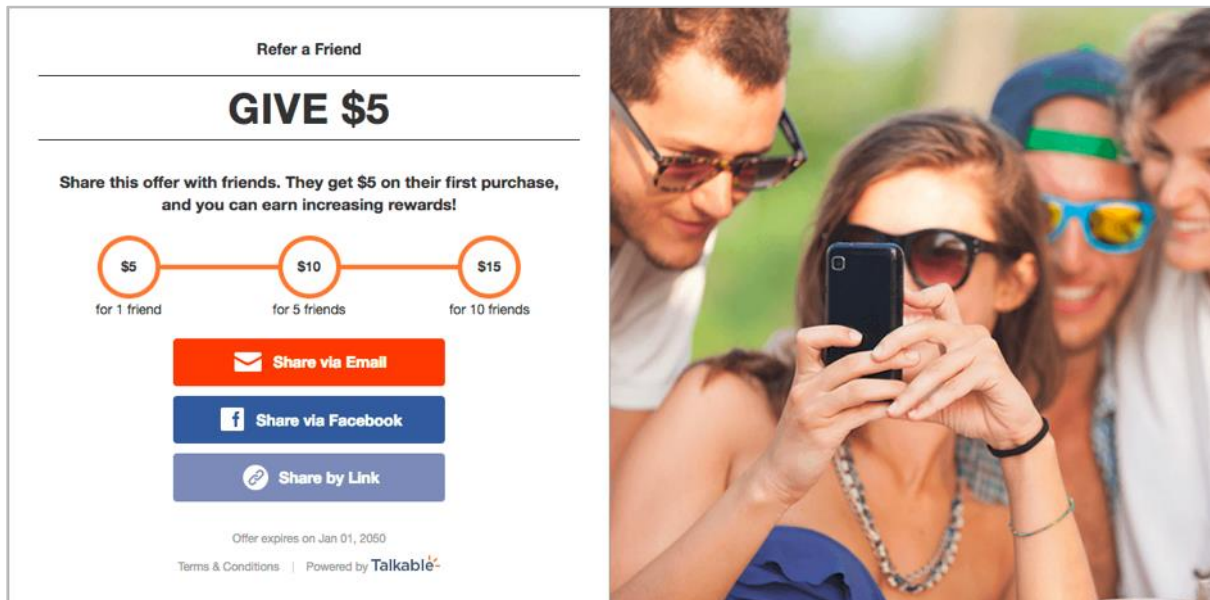 Refer a Friend
GIVE $5
Share this offer with friends. They get $5 on their first purchase,
and you can earn increasing rewards!
$5 $10 $15
for 1 friend for 5 friends for 10 friends
Share via Email
f Share via Facebook
Share by Link
Offer expires on Jan 01, 2050
Terms & Conditions | Powered by Talkable